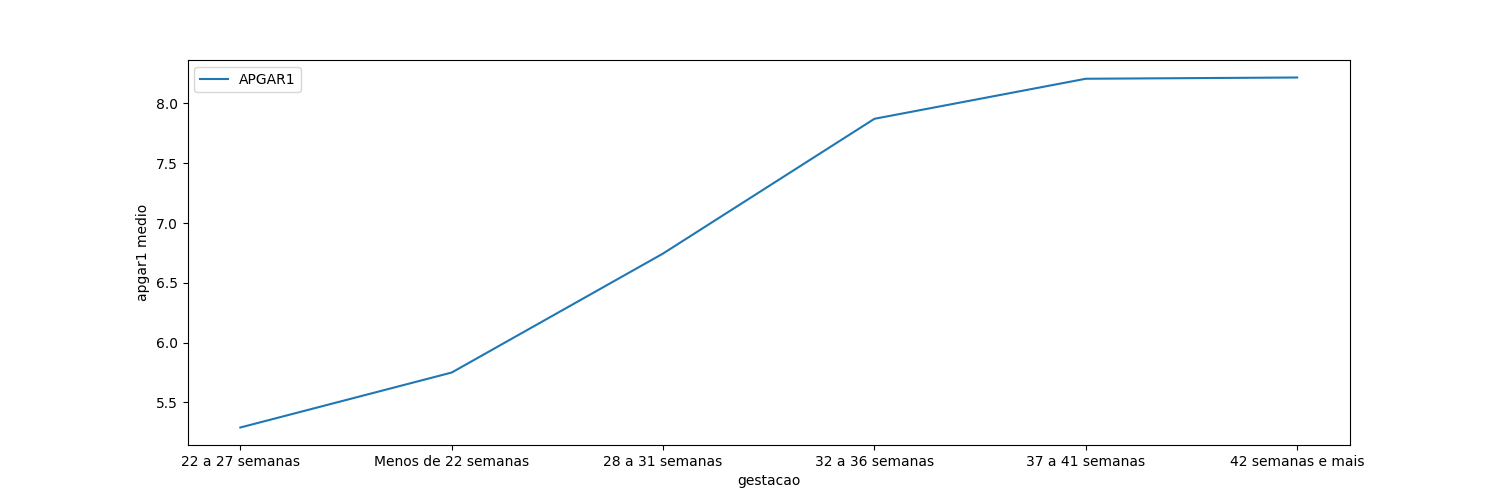 APGAR1
8.0
7.5
7.0
6.5
6.0
5.5
apgar1 medio
22 a 27 semanas
Menos de 22 semanas
28 a 31 semanas
32 a 36 semanas
37 a 41 semanas
42 semanas e mais
gestacao